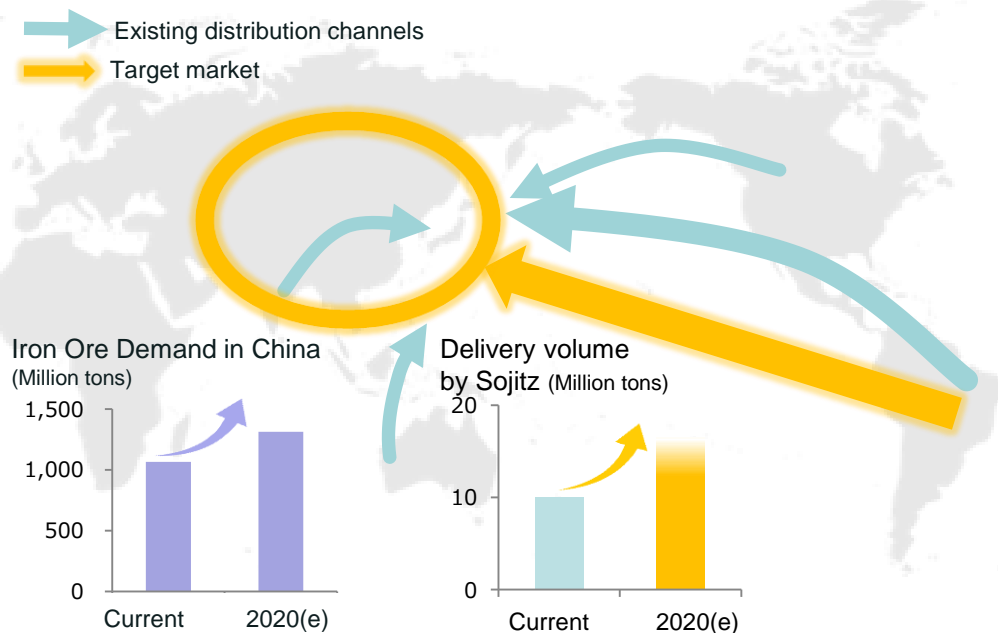 Existing distribution channels
Target market
Iron Ore Demand in China
(Million tons)
1,500
1,000
500
0
Current
2020(e)
Delivery volume
by Sojitz (Million tons)
20
10
0
Current
2020(e)